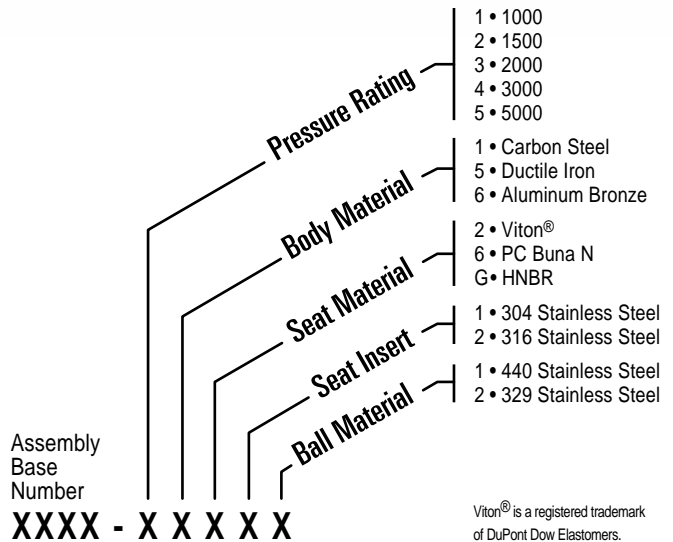 1 • 1000
2 • 1500
3 • 2000
4 • 3000
5 • 5000
Pressure Rating
1 • Carbon Steel
5 • Ductile Iron
6 • Aluminum Bronze
Body Material
2 • Viton®
6 • PC Buna N
G• HNBR
Seat Material
1 • 304 Stainless Steel
2 • 316 Stainless Steel
Seat Insert
1 • 440 Stainless Steel
2 • 329 Stainless Steel
Ball Material
Assembly
Base
Number
XXXX - X X X X X
Viton® is a registered trademark
of DuPont Dow Elastomers.